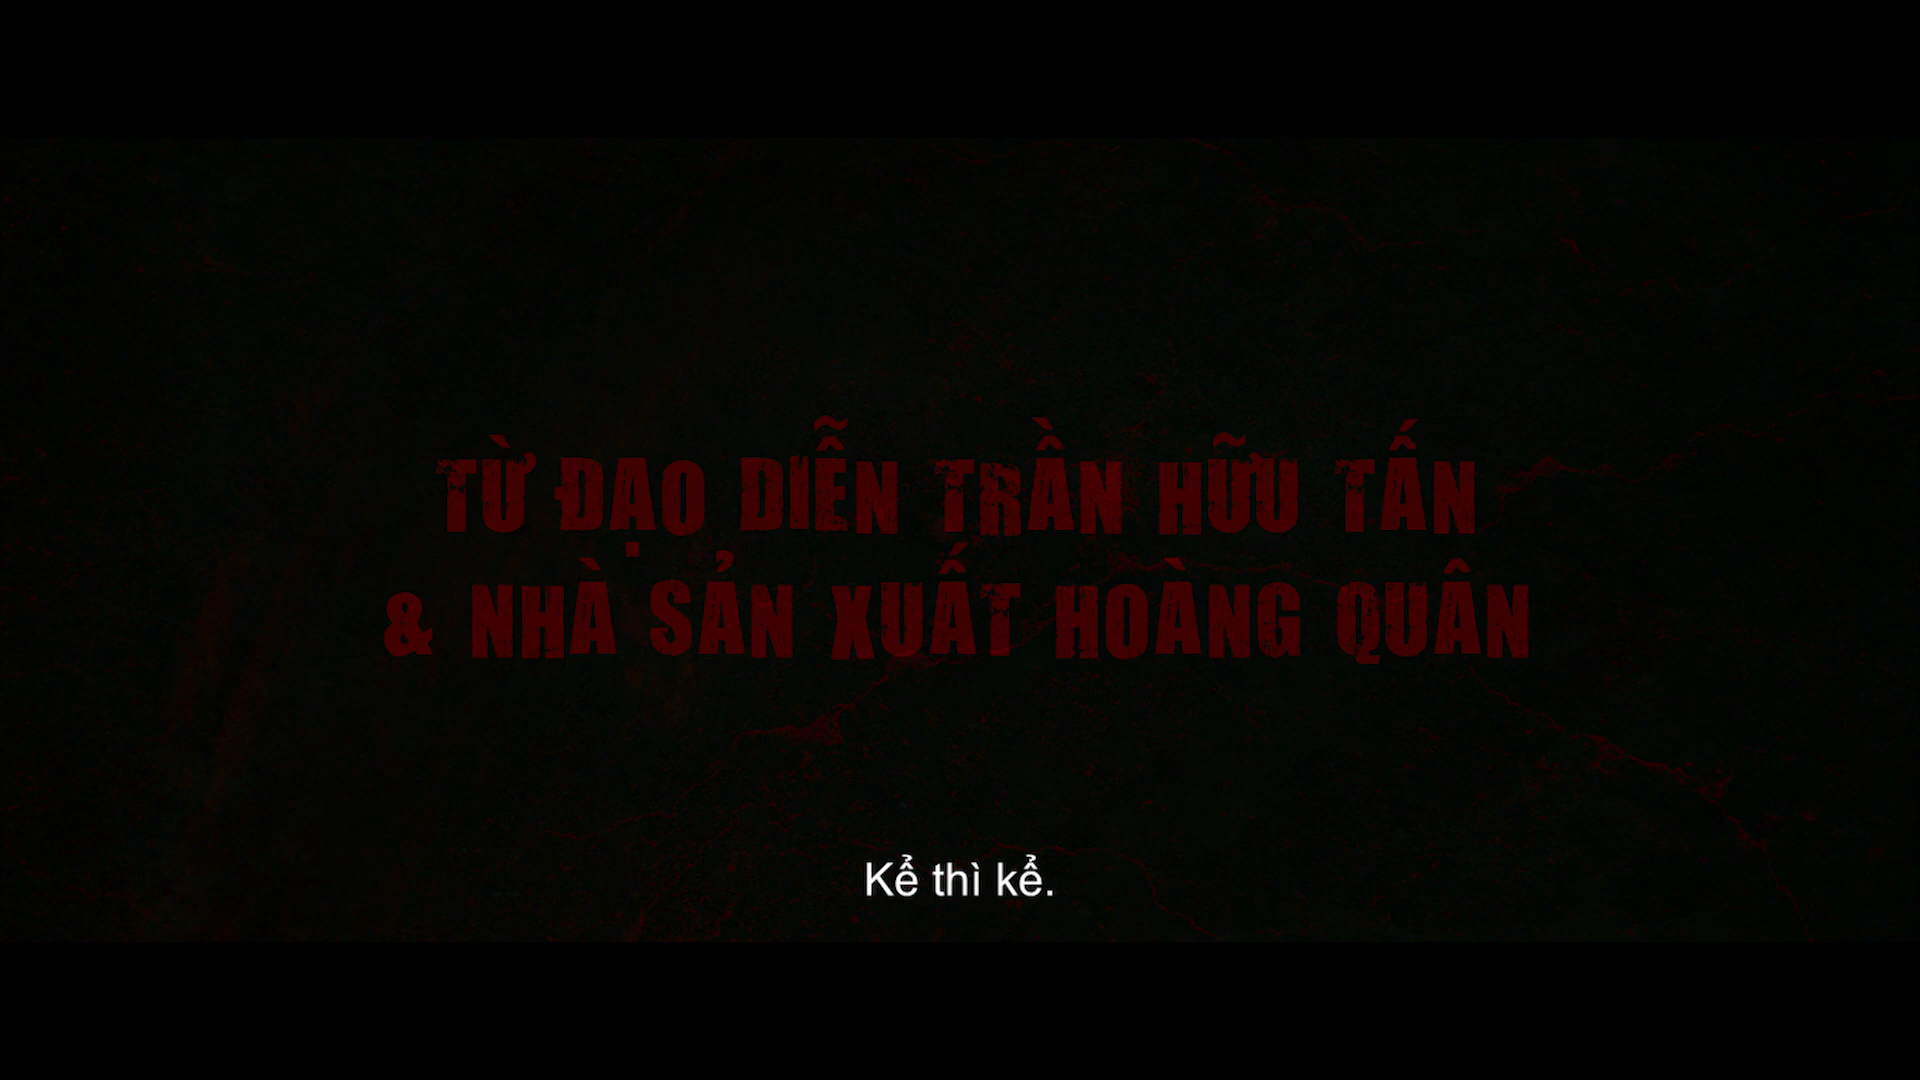 TỪ ĐẠO DIỄN TRẦN HỮU TẤN
& NHÀ SẢN XUẤT HOÀNG QUÂN
Kể thì kể.